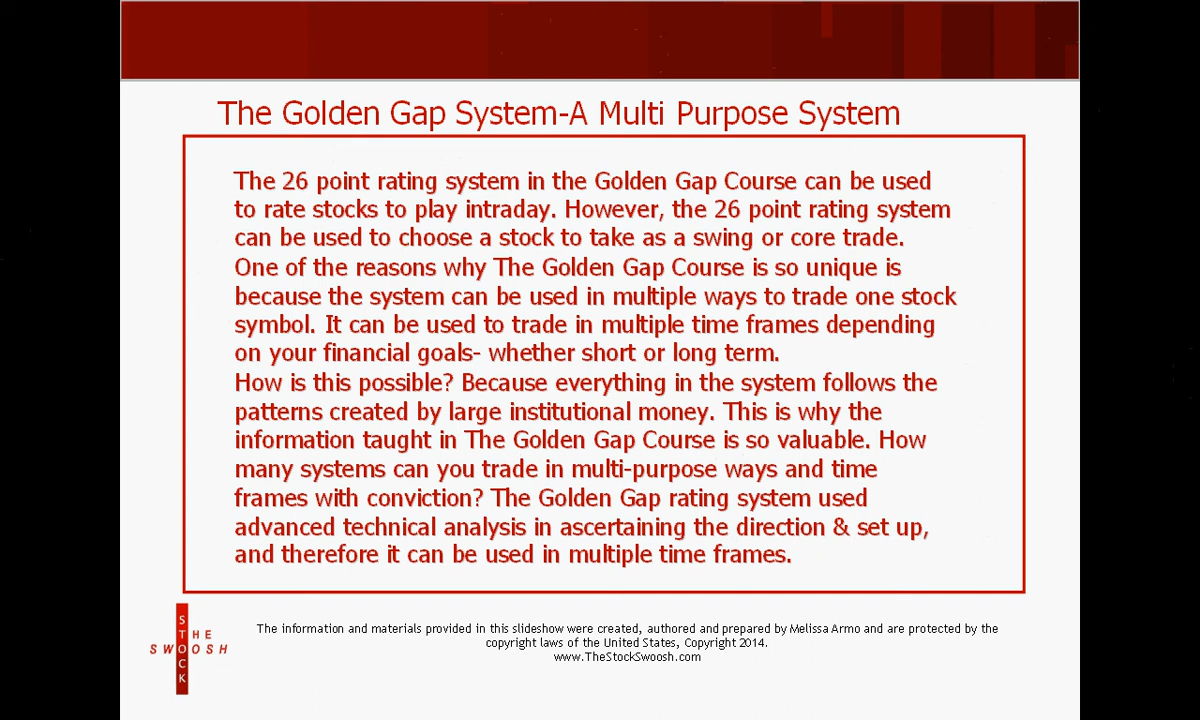 The Golden Gap System-A Multi Purpose System
The 26 point rating system in the Golden Gap Course can be used
to rate stocks to play intraday. However, the 26 point rating system
can be used to choose a stock to take as a swing or core trade.
One of the reasons why The Golden Gap Course is so unique is
because the system can be used in multiple ways to trade one stock
symbol. It can be used to trade in multiple time frames depending
on your financial goals- whether short or long term.
How is this possible? Because everything in the system follows the
patterns created by large institutional money. This is why the
information taught in The Golden Gap Course is so valuable. How
many systems can you trade in multi-purpose ways and time
frames with conviction? The Golden Gap rating system used
advanced technical analysis in ascertaining the direction & set up,
and therefore it can be used in multiple time frames.
THE
STOCK
SWOOSH
The information and materials provided in this slideshow were created, authored and prepared by Melissa Armo and are protected by the
copyright laws of the United States, Copyright 2014.
www.TheStockSwoosh.com